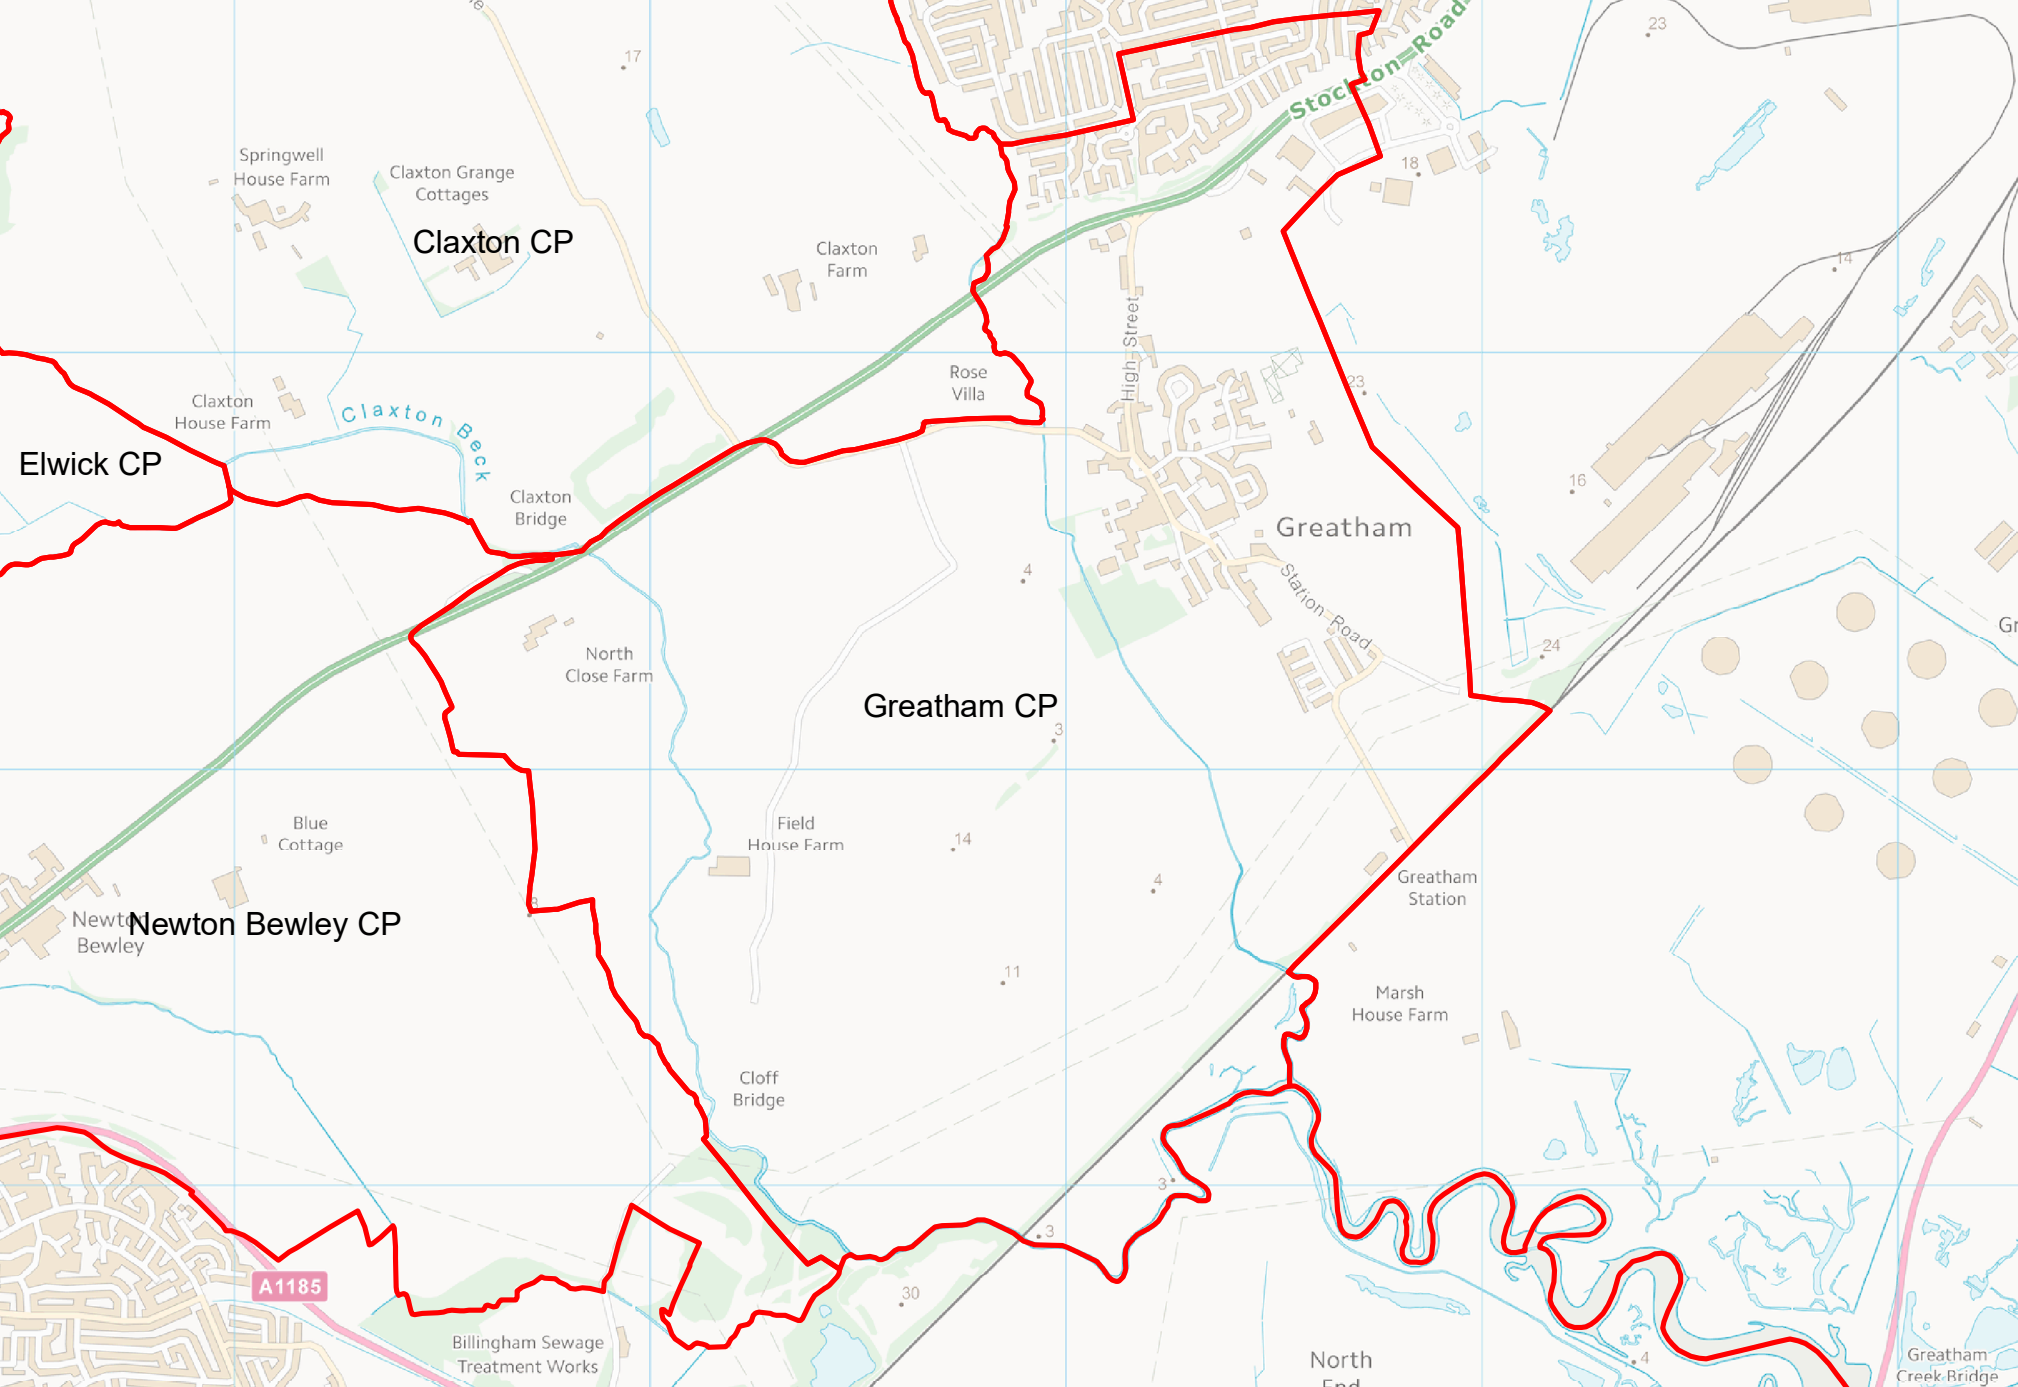 Stockton Road
23
17
Springwell
House Farm
Claxton Grange
Cottages
18
Claxton CP
Claxton
Farm
14
High Street
Rose
Villa
23
Claxton
House Farm
Claxton Beck
Elwick CP
16
Claxton
Bridge
Greatham
4
Station Road
24
North
Close Farm
Greatham CP
3
Blue
Cottage
Field
House Farm
14
4
Greatham
Station
8
Newton
Bewley
Newton Bewley CP
11
Marsh
House Farm
Cloff
Bridge
3
3
A1185
30
Billingham Sewage
Treatment Works
North
End
4
Greatham
Creek Bridge